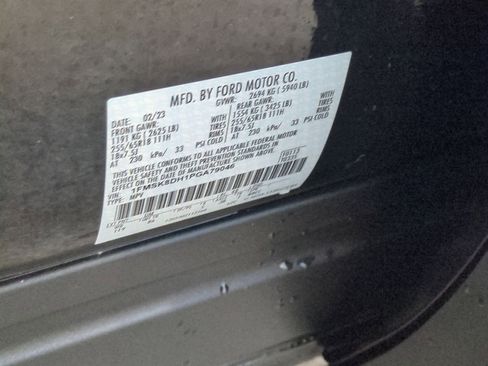 MFD. BY FORD MOTOR CO.
DATE: 02/23 GVWR: 2694 KG ( 5940 LB)
FRONT GAWR: REAR GAWR:
1191 KG ( 2625 LB) 1554 KG ( 3425 LB)
255/65R18 111H TIRES 255/65R18 111H TIRES
18x7.5J RIMS 18x7.5J RIMS
AT 230 kPa/ 33 PSI COLD AT 230 kPa/ 33 PSI COLD
THIS VEHICLE CONFORMS TO ALL APPLICABLE FEDERAL MOTOR
VEHICLE SAFETY AND THEFT PREVENTION STANDARDS IN
EFFECT ON THE DATE OF MANUFACTURE SHOWN ABOVE.
VIN: 1FMSK8DH1PGA79046
TYPE: MPV